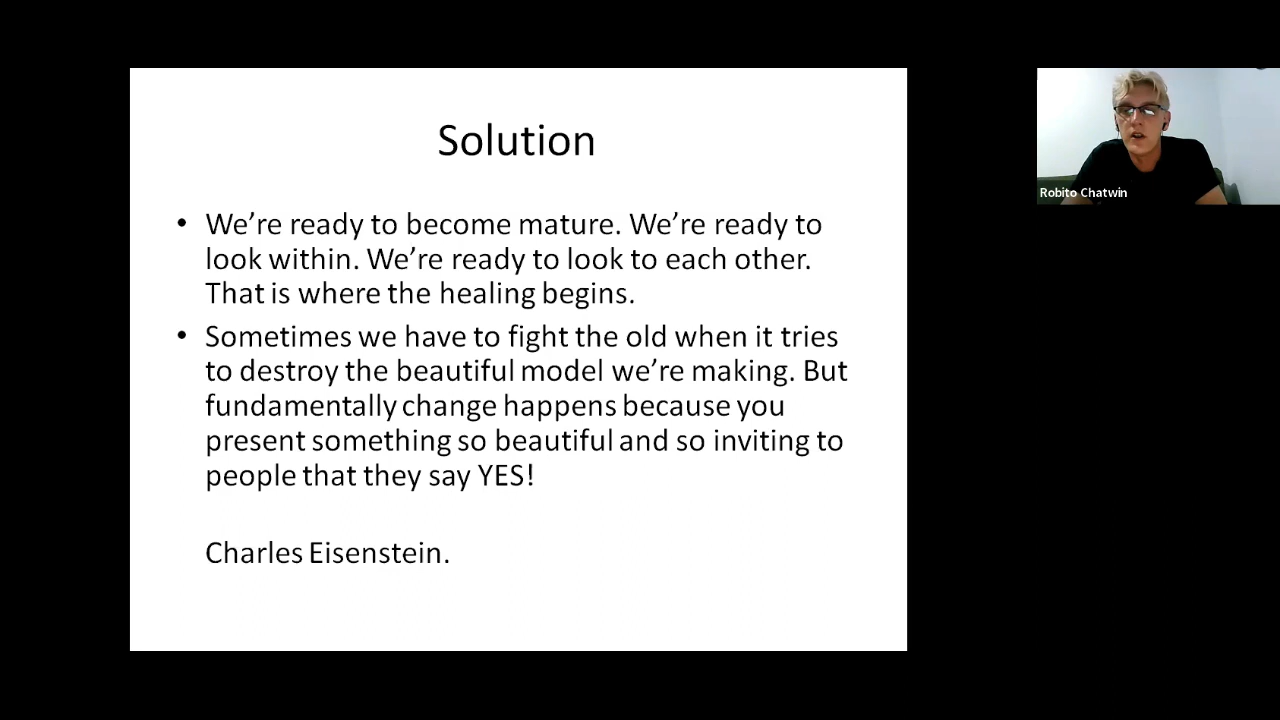 Solution
• We’re ready to become mature. We’re ready to
look within. We’re ready to look to each other.
That is where the healing begins.
• Sometimes we have to fight the old when it tries
to destroy the beautiful model we’re making. But
fundamentally change happens because you
present something so beautiful and so inviting to
people that they say YES!
Charles Eisenstein.
Robito Chatwin